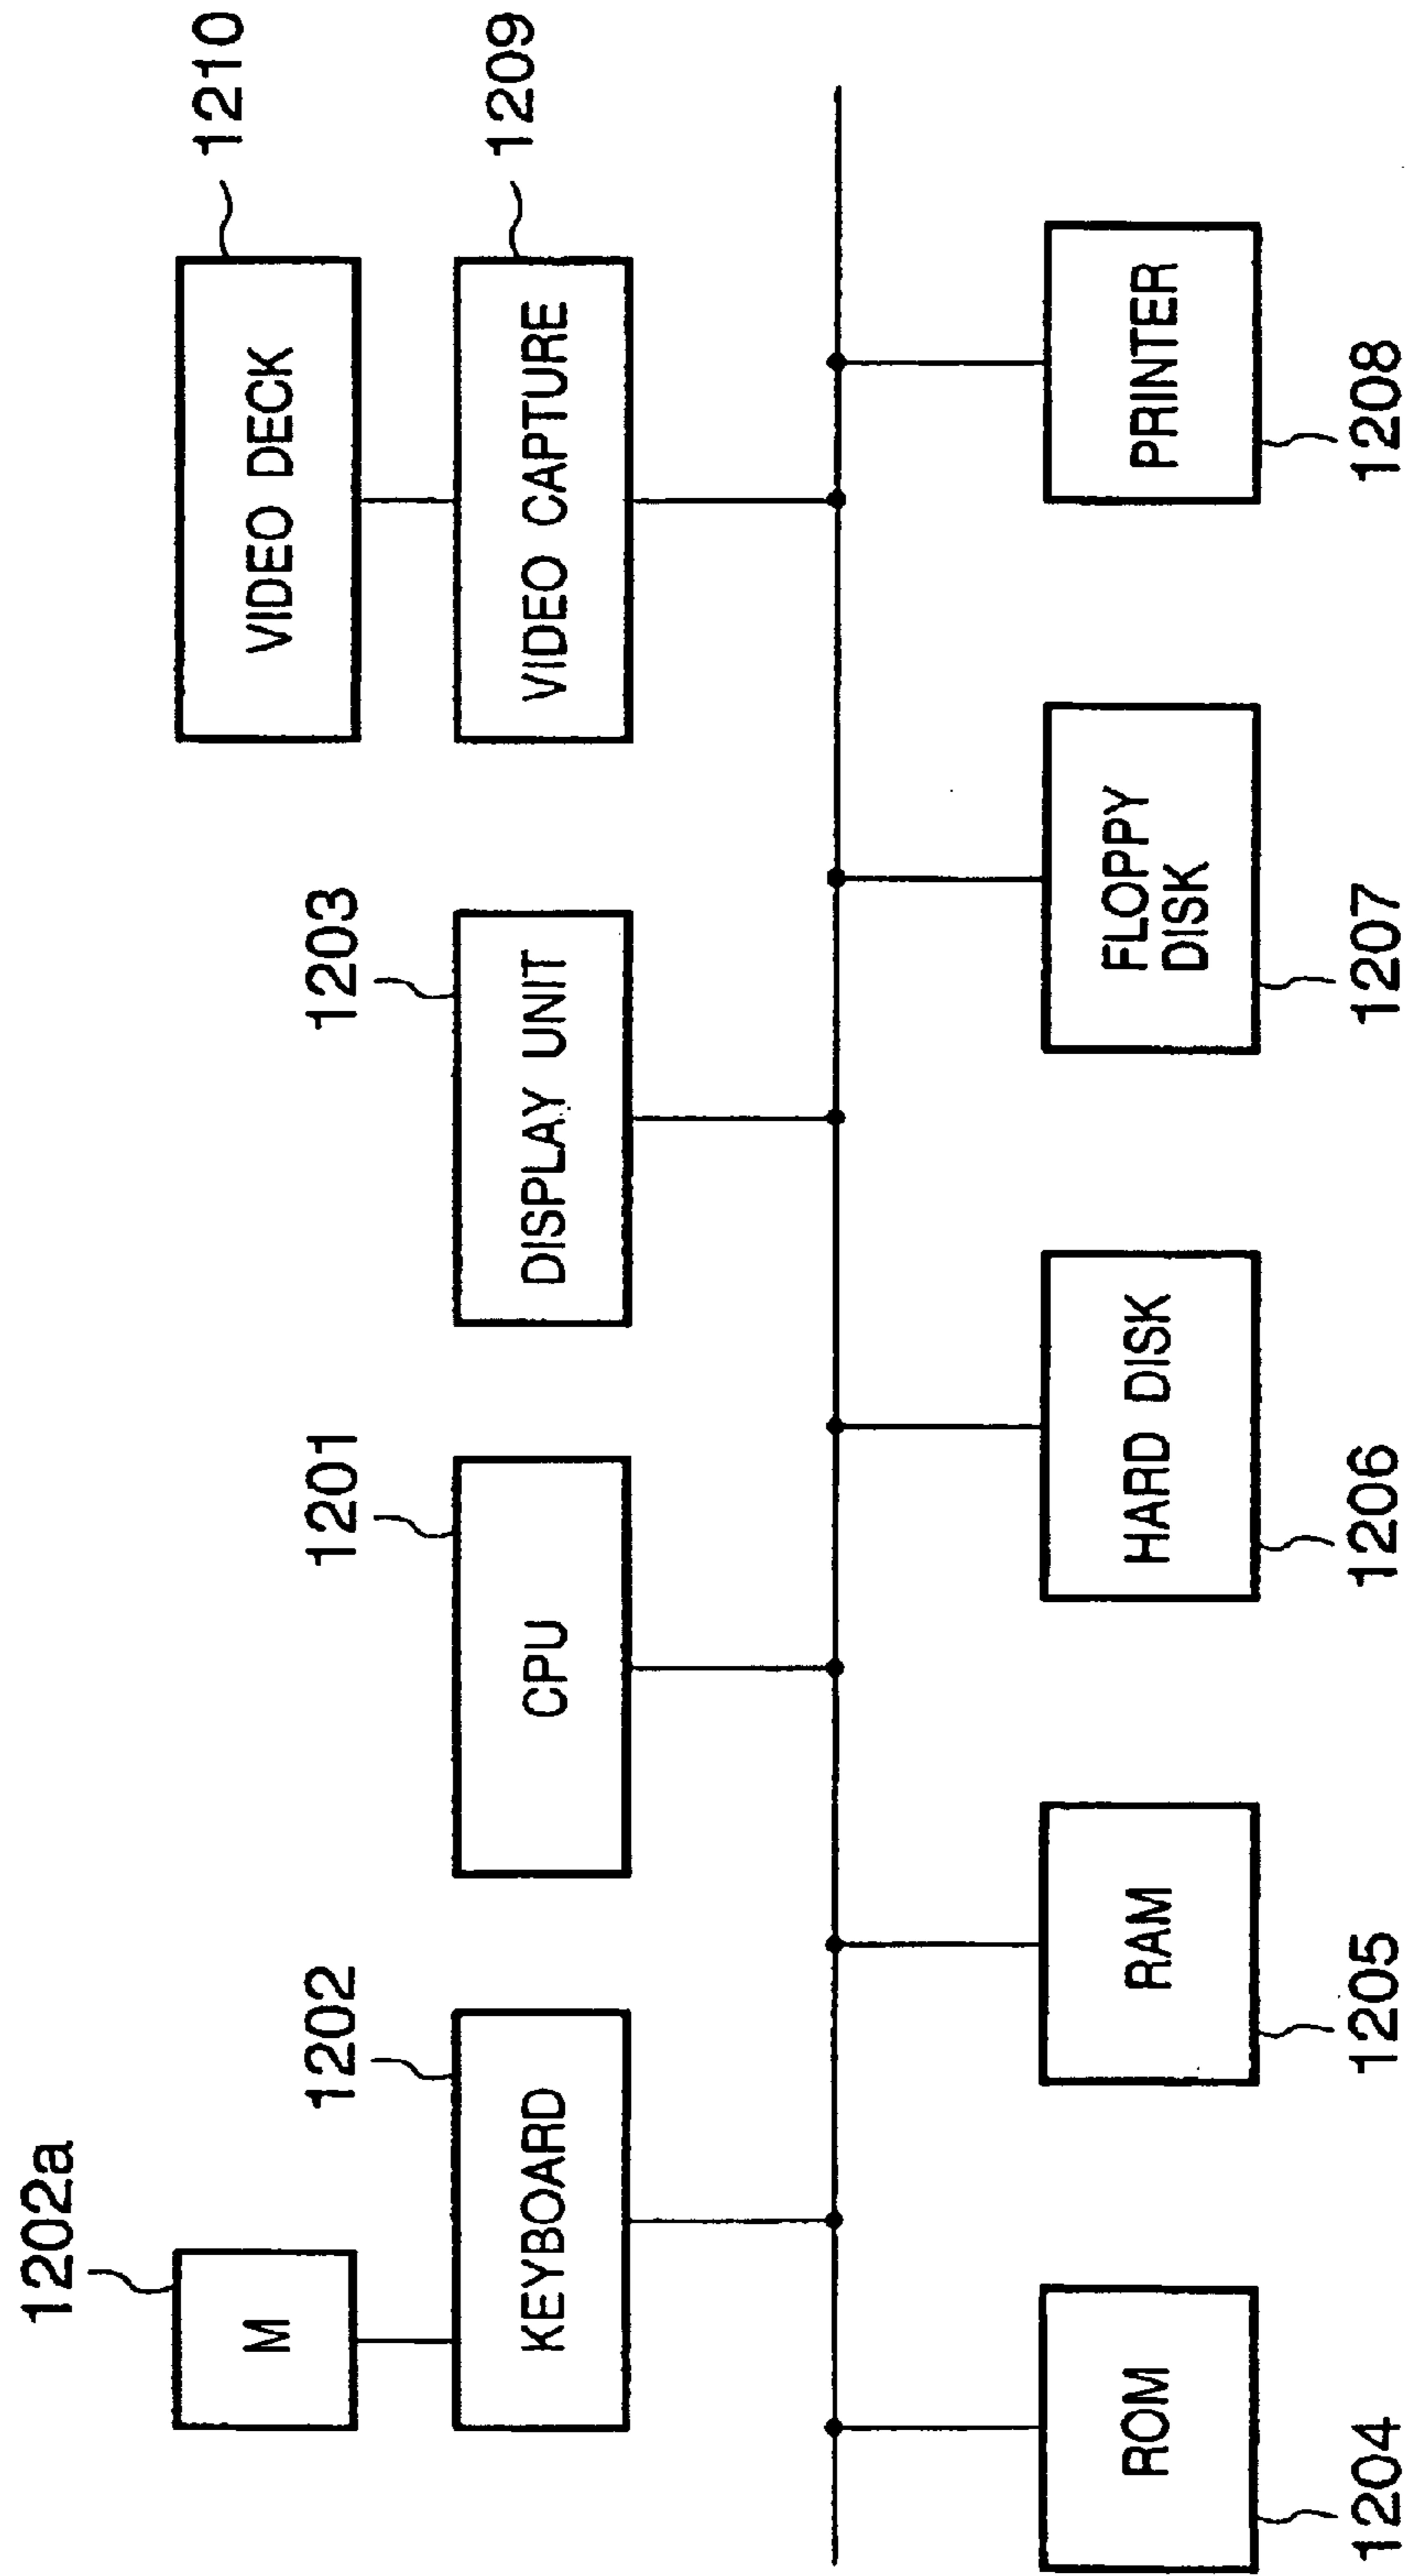 1202a
M
1202
KEYBOARD
1201
CPU
1203
DISPLAY UNIT
1210
VIDEO DECK
1209
VIDEO CAPTURE
ROM
1204
RAM
1205
HARD DISK
1206
FLOPPY
DISK
1207
PRINTER
1208